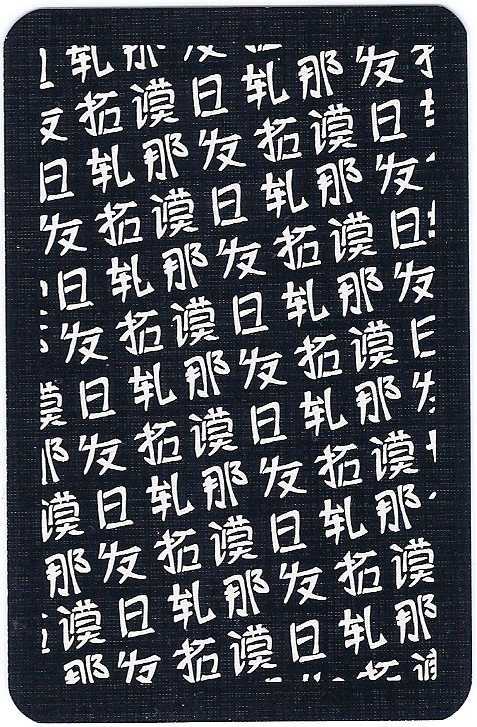 轧 那
发 拓 谟 日 轧 那 发
日 轧 那 发 拓 谟 日
发 拓 谟 日 轧 那 发
日 轧 那 发 拓 谟 日
发 拓 谟 日 轧 那 发
谟 日 轧 那 发 拓 谟 日
那 发 拓 谟 日 轧 那 发
谟 日 轧 那 发 拓 谟
那 发 拓 谟 日 轧 那
谟 日 轧 那 发 拓 谟
那 发 拓 谟 日 轧 那